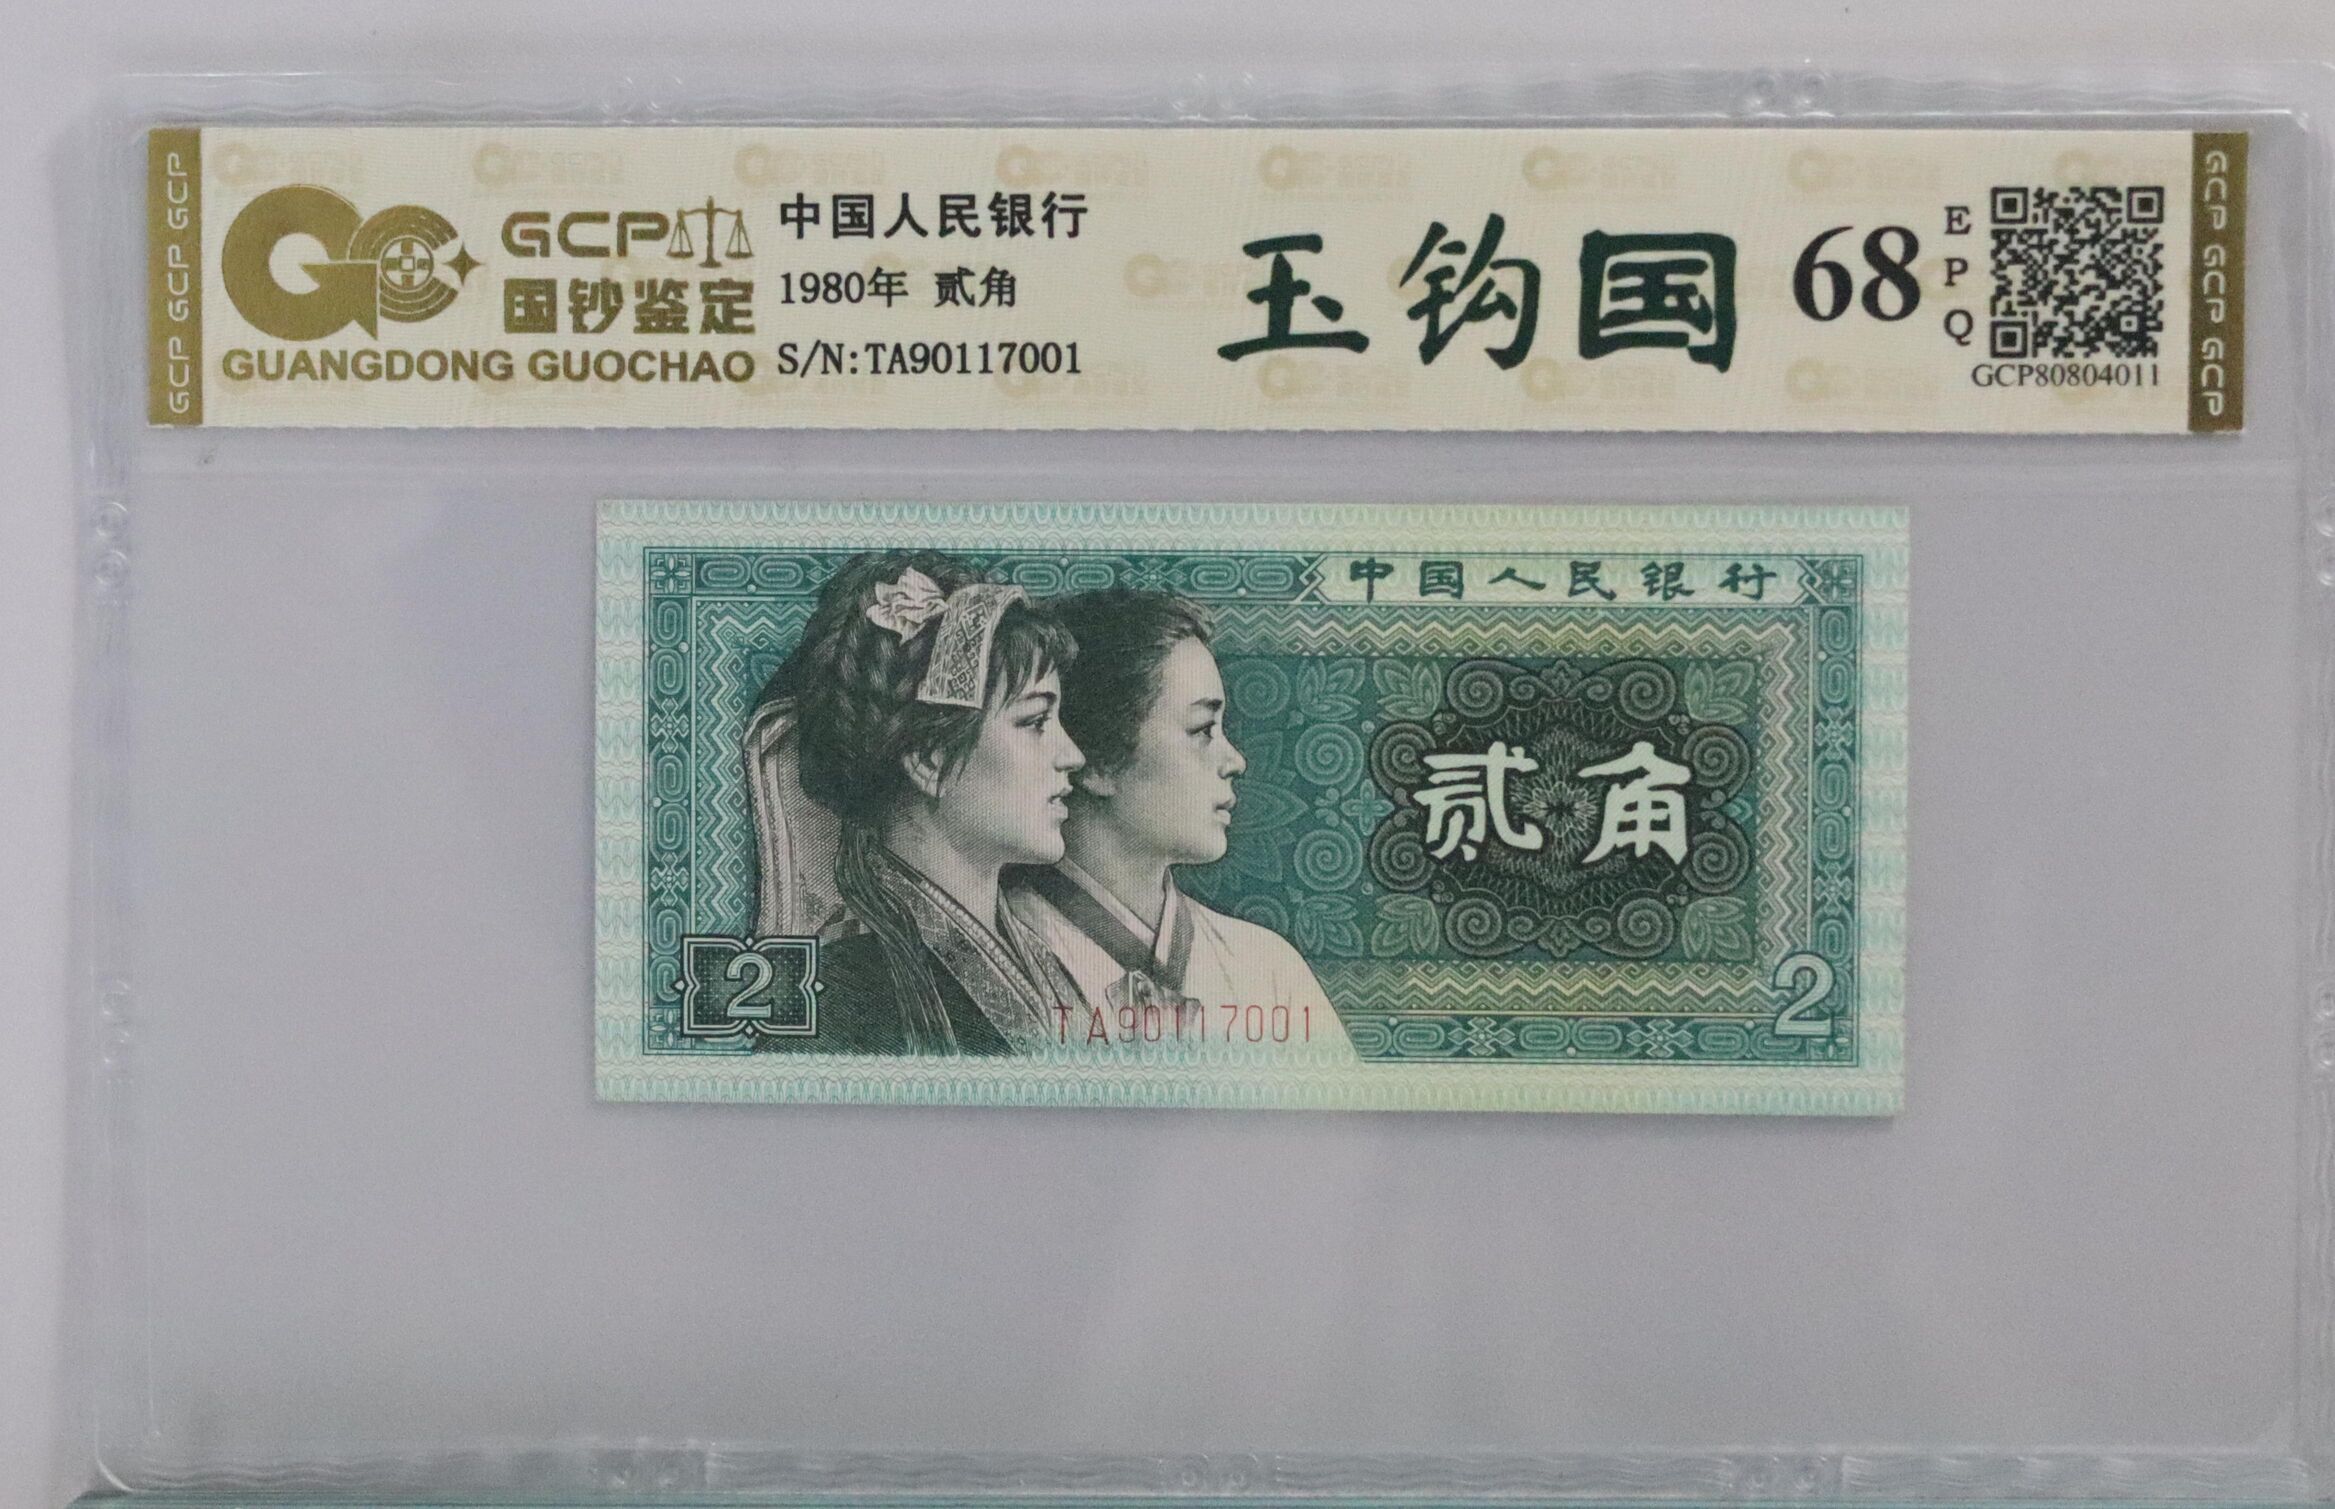 GCP GCP GCP
GCP
国钞鉴定
GUANGDONG GUOCHAO
中国人民银行
1980年 贰角
S/N:TA90117001
玉钩国
68
EPQ
GCP80804011
GCP GCP GCP
中国人民银行
贰角
2
TA90117001
2